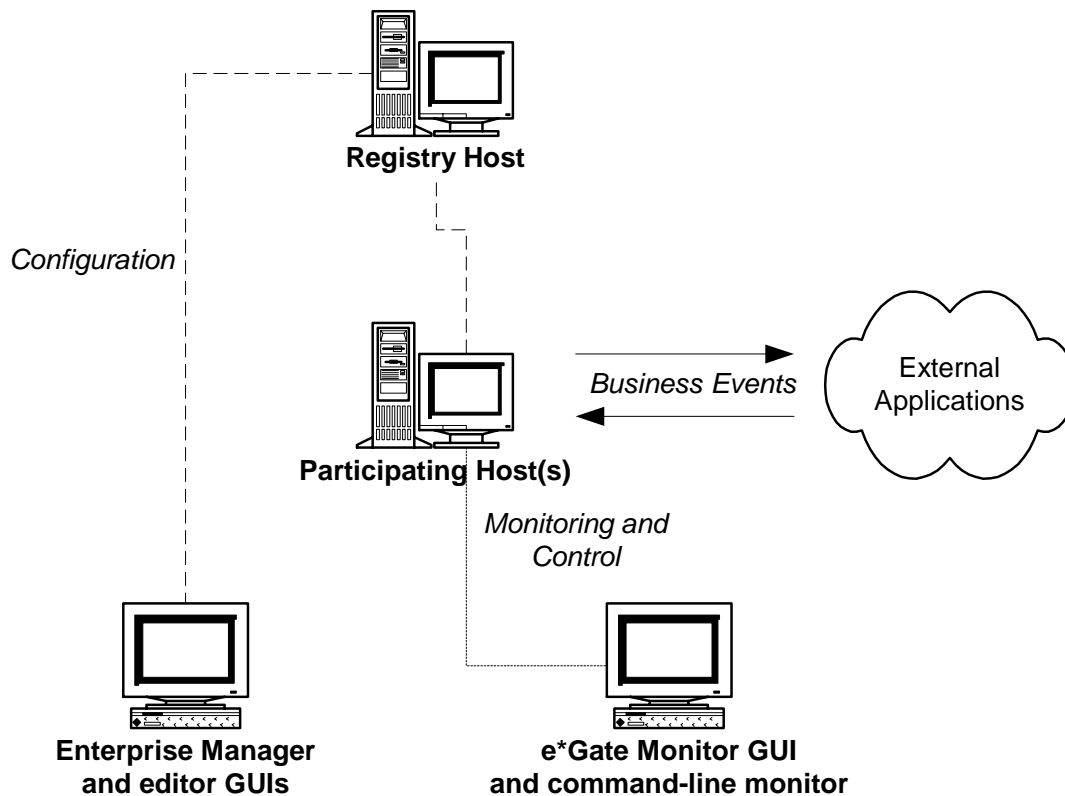 Registry Host
Configuration
Business Events
External
Applications
Participating Host(s)
Monitoring and
Control
Enterprise Manager
and editor GUIs
e*Gate Monitor GUI
and command-line monitor